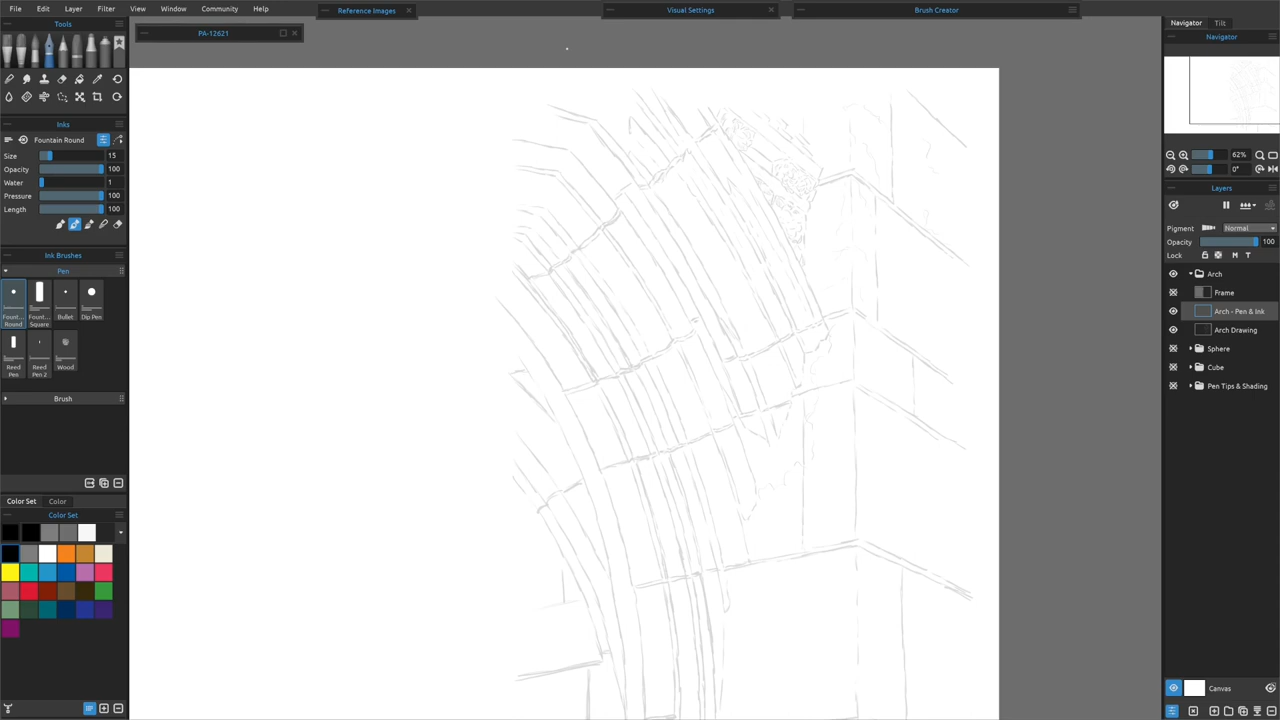 File Edit Layer Filter View Window Community Help
Reference Images
Visual Settings
Brush Creator
Tools
PA-12621
Navigator Tilt
Navigator
Inks
Fountain Round
Size 15
Opacity 100
Water 1
Pressure 100
Length 100
62%
0°
Layers
Pigment Normal
Opacity 100
Lock M T
Arch
Frame
Arch - Pen & Ink
Arch Drawing
Sphere
Cube
Pen Tips & Shading
Ink Brushes
Pen
Fount... Round
Fount... Square
Bullet
Dip Pen
Reed Pen
Reed Pen 2
Wood
Brush
Color Set Color
Color Set
Canvas